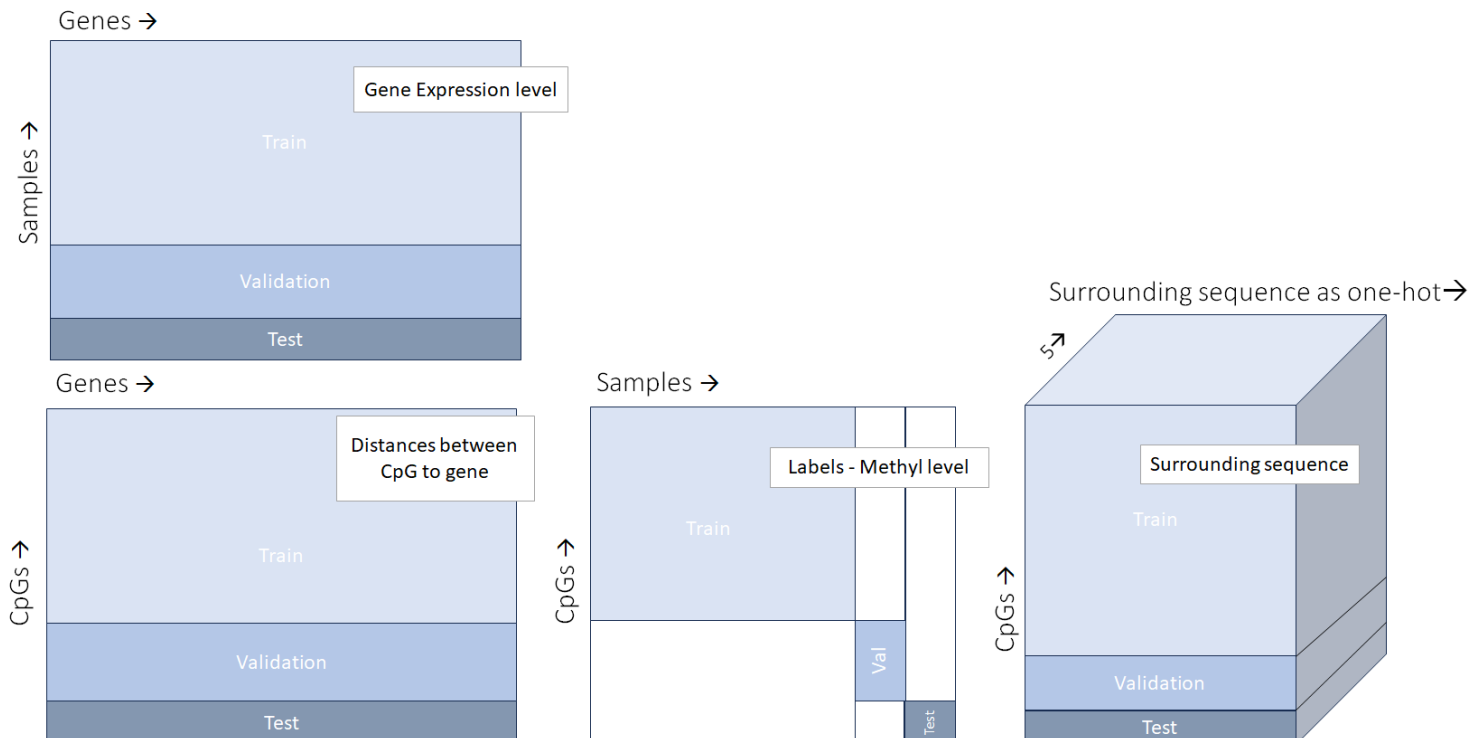 Genes →
Samples →
Gene Expression level
Train
Validation
Test
Genes →
CpGs →
Distances between
CpG to gene
Train
Validation
Test
Samples →
CpGs →
Labels - Methyl level
Train
Val
Test
Surrounding sequence as one-hot→
5→
CpGs →
Surrounding sequence
Train
Validation
Test